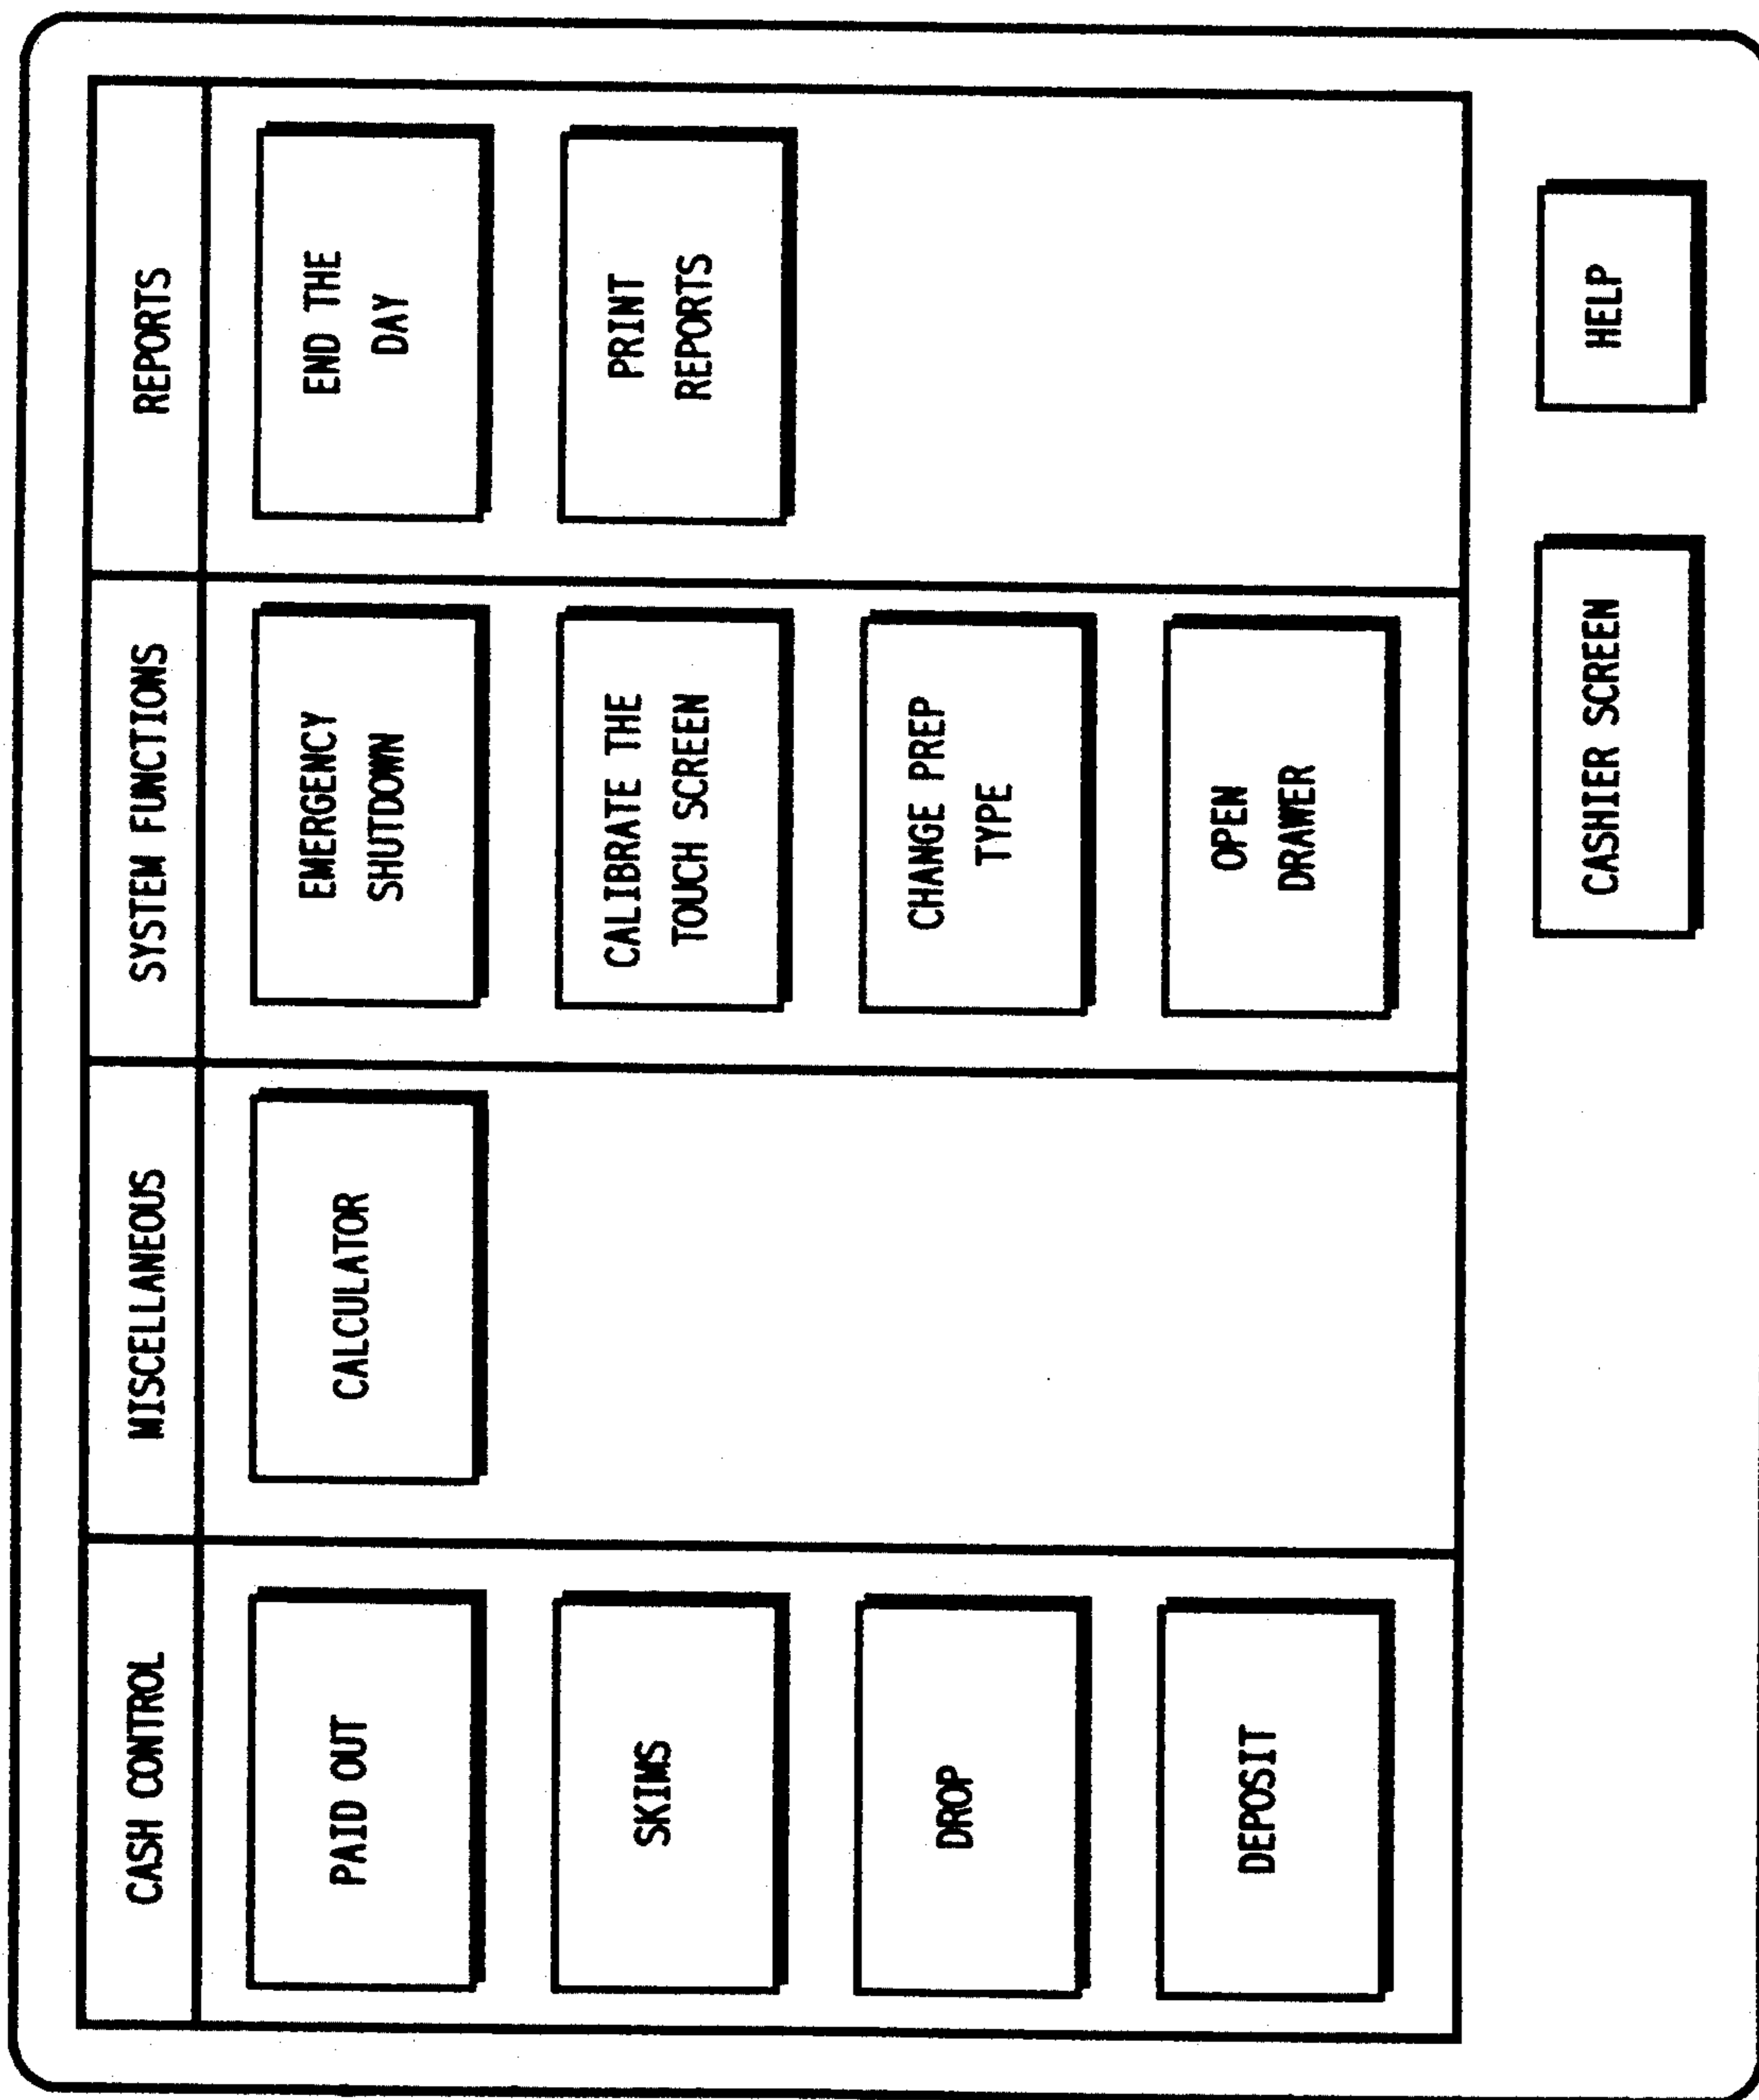 CASH CONTROL
MISCELLANEOUS
SYSTEM FUNCTIONS
REPORTS
PAID OUT
SKIMS
DROP
DEPOSIT
CALCULATOR
EMERGENCY
SHUTDOWN
CALIBRATE THE
TOUCH SCREEN
CHANGE PREP
TYPE
OPEN
DRAWER
END THE
DAY
PRINT
REPORTS
CASHIER SCREEN
HELP